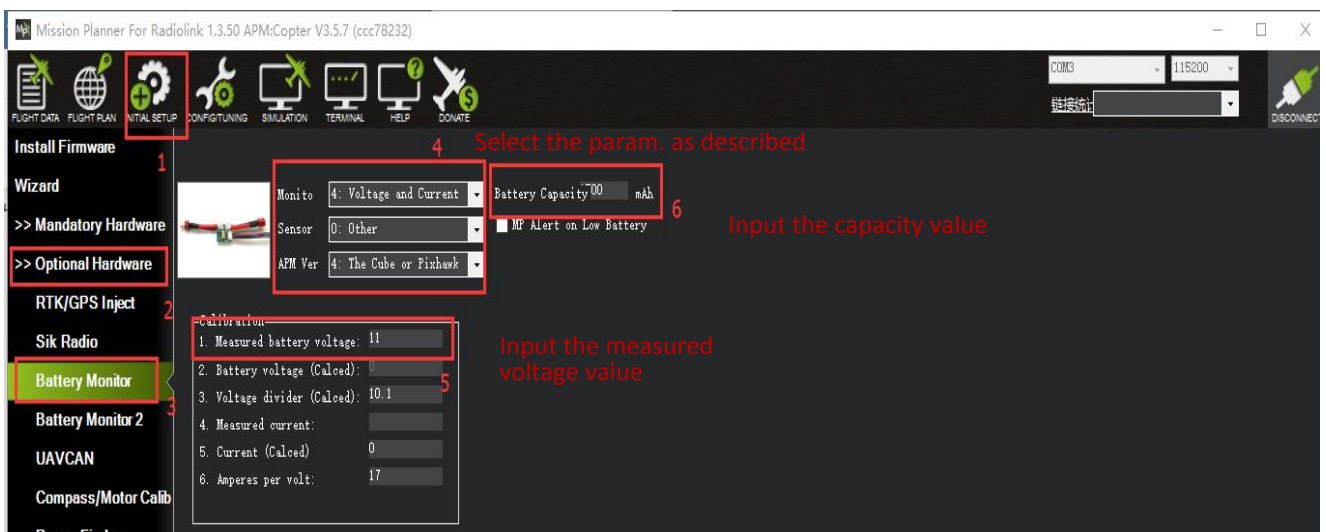 Mission Planner For Radiolink 1.3.50 APM:Copter V3.5.7 (ccc78232)
FLIGHT DATA FLIGHT PLAN INITIAL SETUP CONFIG/TUNING SIMULATION TERMINAL HELP DONATE
COM3 115200
链接统计
DISCONNECT
1
Install Firmware
Wizard
>> Mandatory Hardware
>> Optional Hardware
2
RTK/GPS Inject
Sik Radio
Battery Monitor
3
Battery Monitor 2
UAVCAN
Compass/Motor Calib
4 Select the param. as described
Monito 4: Voltage and Current
Sensor 0: Other
APM Ver 4: The Cube or Pixhawk
Battery Capacity 00 mAh
6
MP Alert on Low Battery
Input the capacity value
Calibration
1. Measured battery voltage: 11
2. Battery voltage (Calced): 0
3. Voltage divider (Calced): 10.1
4. Measured current:
5. Current (Calced) 0
6. Amperes per volt: 17
5
Input the measured
voltage value